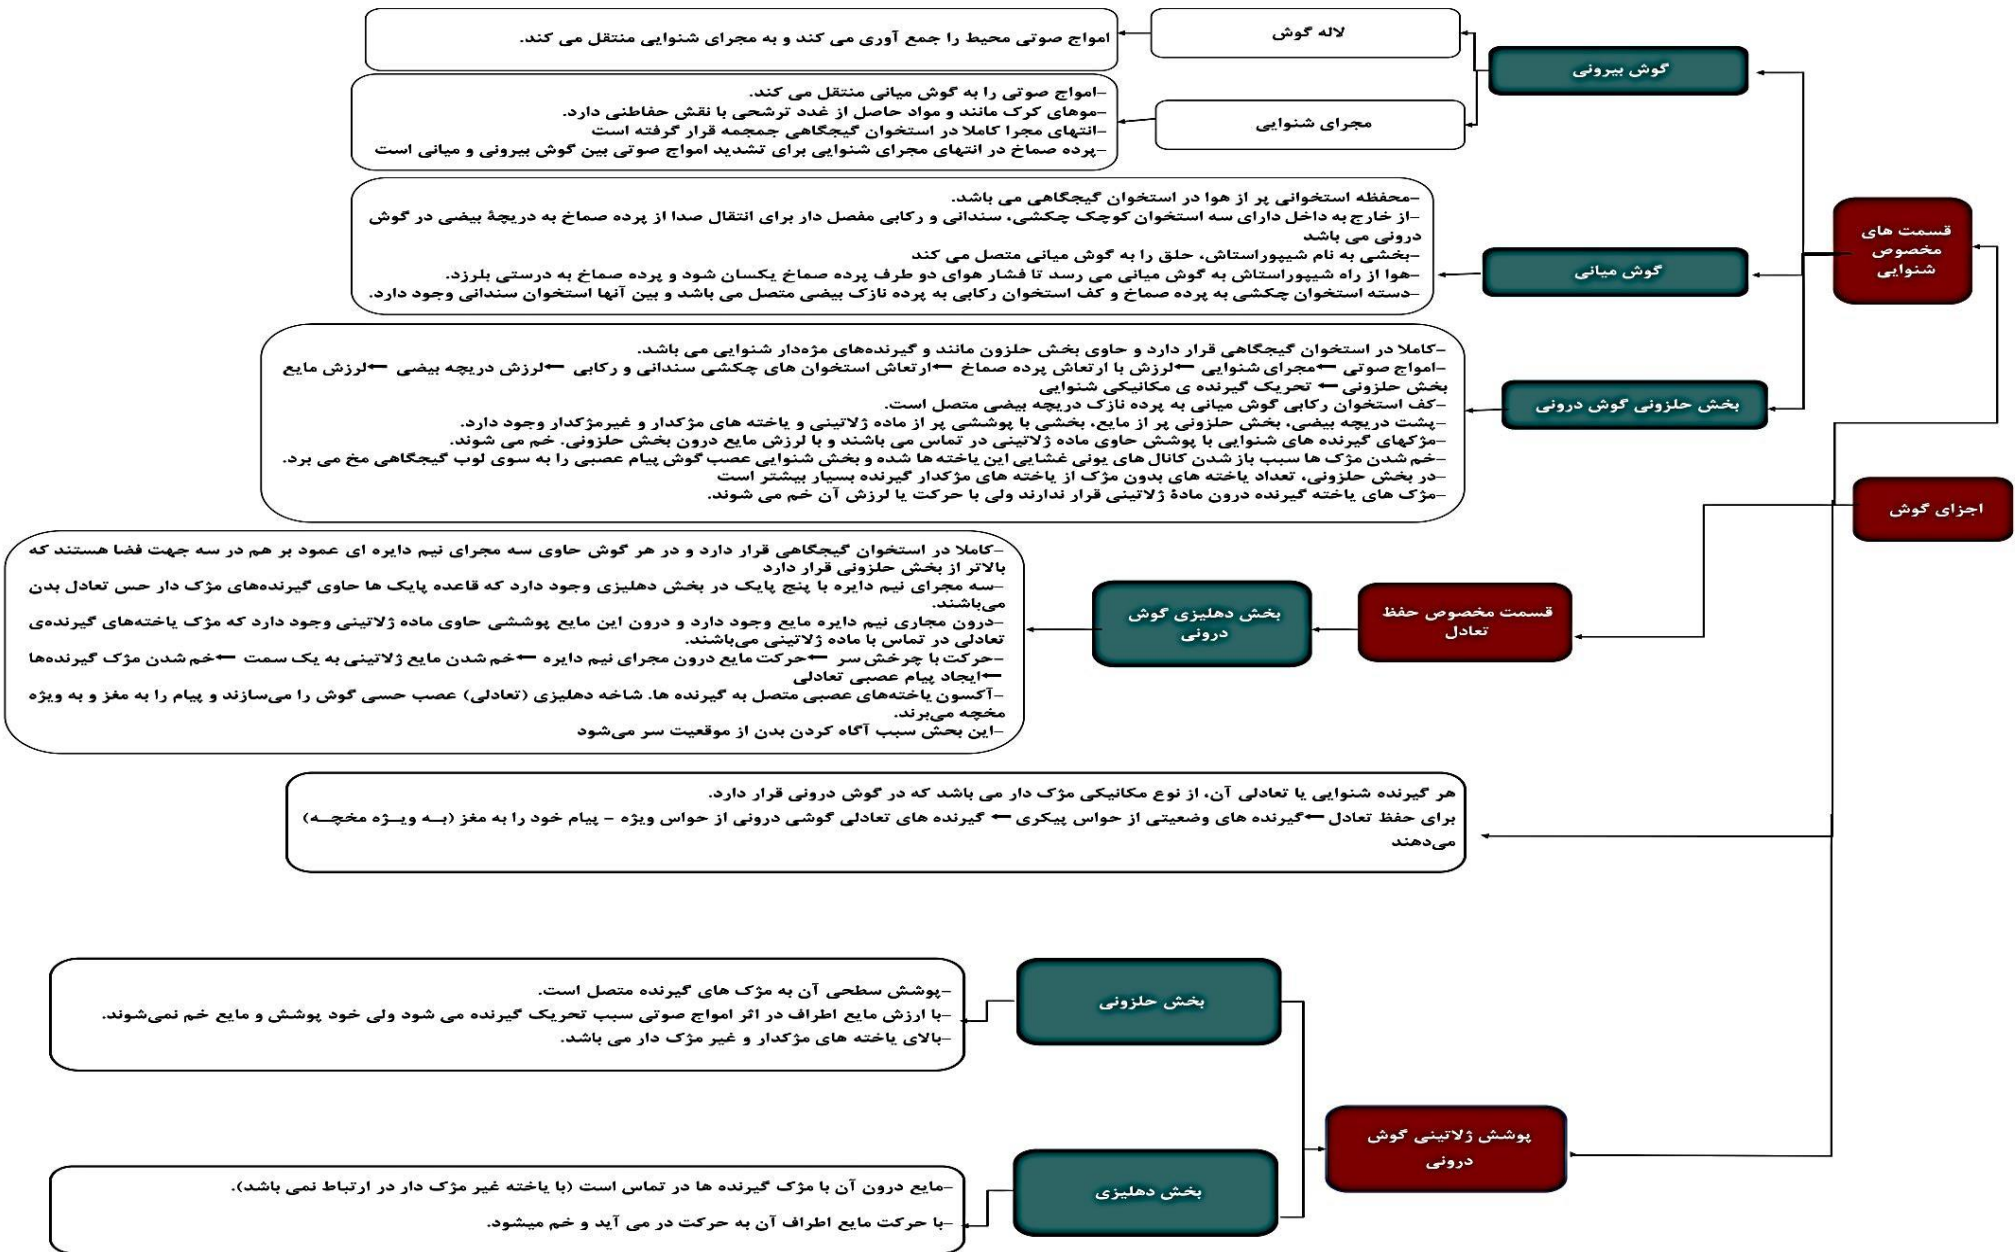 اجزای گوش
قسمت های
مخصوص
شنوایی
گوش بیرونی
لاله گوش
امواج صوتی محیط را جمع آوری می کند و به مجرای شنوایی منتقل می کند.
مجرای شنوایی
-امواج صوتی را به گوش میانی منتقل می کند.
-موهای کرک مانند و مواد حاصل از غدد ترشحی با نقش حفاطنی دارد.
-انتهای مجرا کاملا در استخوان گیجگاهی جمجمه قرار گرفته است
-پرده صماخ در انتهای مجرای شنوایی برای تشدید امواج صوتی بین گوش بیرونی و میانی است
گوش میانی
-محفظه استخوانی پر از هوا در استخوان گیجگاهی می باشد.
-از خارج به داخل دارای سه استخوان کوچک چکشی، سندانی و رکابی مفصل دار برای انتقال صدا از پرده صماخ به دریچۀ بیضی در گوش
درونی می باشد
-بخشی به نام شیپوراستاش، حلق را به گوش میانی متصل می کند
-هوا از راه شیپوراستاش به گوش میانی می رسد تا فشار هوای دو طرف پرده صماخ یکسان شود و پرده صماخ به درستی بلرزد.
-دسته استخوان چکشی به پرده صماخ و کف استخوان رکابی به پرده نازک بیضی متصل می باشد و بین آنها استخوان سندانی وجود دارد.
بخش حلزونی گوش درونی
-کاملا در استخوان گیجگاهی قرار دارد و حاوی بخش حلزون مانند و گیرنده‌های مژه‌دار شنوایی می باشد.
-امواج صوتی ←مجرای شنوایی ←لرزش با ارتعاش پرده صماخ ←ارتعاش استخوان های چکشی سندانی و رکابی ←لرزش دریچه بیضی ←لرزش مایع
بخش حلزونی ← تحریک گیرنده ی مکانیکی شنوایی
-کف استخوان رکابی گوش میانی به پرده نازک دریچه بیضی متصل است.
-پشت دریچه بیضی، بخش حلزونی پر از مایع، بخشی با پوششی پر از ماده ژلاتینی و یاخته های مژکدار و غیرمژکدار وجود دارد.
-مژکهای گیرنده های شنوایی با پوشش حاوی ماده ژلاتینی در تماس می باشند و با لرزش مایع درون بخش حلزونی. خم می شوند.
-خم شدن مژک ها سبب باز شدن کانال های یونی غشایی این یاخته ها شده و بخش شنوایی عصب گوش پیام عصبی را به سوی لوب گیجگاهی مخ می برد.
-در بخش حلزونی، تعداد یاخته های بدون مژک از یاخته های مژکدار گیرنده بسیار بیشتر است
-مژک های یاخته گیرنده درون مادۀ ژلاتینی قرار ندارند ولی با حرکت یا لرزش آن خم می شوند.
قسمت مخصوص حفظ
تعادل
بخش دهلیزی گوش
درونی
-کاملا در استخوان گیجگاهی قرار دارد و در هر گوش حاوی سه مجرای نیم دایره ای عمود بر هم در سه جهت فضا هستند که
بالاتر از بخش حلزونی قرار دارد
-سه مجرای نیم دایره با پنج پایک در بخش دهلیزی وجود دارد که قاعده پایک ها حاوی گیرنده‌های مژک دار حس تعادل بدن
می‌باشند.
-درون مجاری نیم دایره مایع وجود دارد و درون این مایع پوششی حاوی ماده ژلاتینی وجود دارد که مژک یاخته‌های گیرنده‌ی
تعادلی در تماس با ماده ژلاتینی می‌باشند.
-حرکت با چرخش سر ←حرکت مایع درون مجرای نیم دایره ←خم شدن مایع ژلاتینی به یک سمت ←خم شدن مژک گیرنده‌ها
←ایجاد پیام عصبی تعادلی
-آکسون یاخته‌های عصبی متصل به گیرنده ها. شاخه دهلیزی (تعادلی) عصب حسی گوش را می‌سازند و پیام را به مغز و به ویژه
مخچه می‌برند.
-این بحش سبب آگاه کردن بدن از موقعیت سر می‌شود
هر گیرنده شنوایی یا تعادلی آن، از نوع مکانیکی مژک دار می باشد که در گوش درونی قرار دارد.
برای حفظ تعادل ←گیرنده های وضعیتی از حواس پیکری ← گیرنده های تعادلی گوشی درونی از حواس ویژه - پیام خود را به مغز (بـه ویـژه مخچـه)
می‌دهند
پوشش ژلاتینی گوش
درونی
بخش حلزونی
-پوشش سطحی آن به مژک های گیرنده متصل است.
-با ارزش مایع اطراف در اثر امواج صوتی سبب تحریک گیرنده می شود ولی خود پوشش و مایع خم نمی‌شوند.
-بالای یاخته های مژکدار و غیر مژک دار می باشد.
بخش دهلیزی
-مایع درون آن با مژک گیرنده ها در تماس است (با یاخته غیر مژک دار در ارتباط نمی باشد).
-با حرکت مایع اطراف آن به حرکت در می آید و خم میشود.